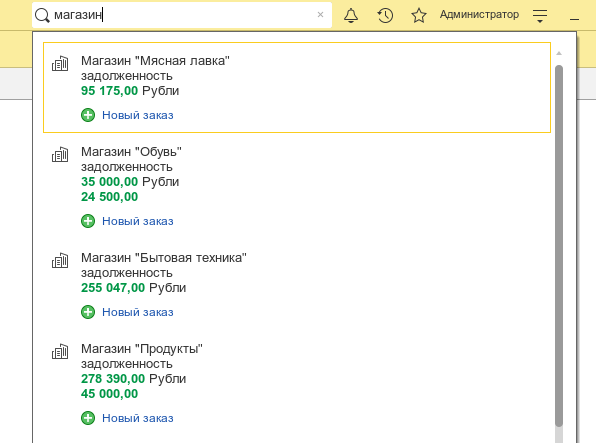 магазин
Администратор
Магазин "Мясная лавка"
задолженность
95 175,00 Рубли
Новый заказ
Магазин "Обувь"
задолженность
35 000,00 Рубли
24 500,00
Новый заказ
Магазин "Бытовая техника"
задолженность
255 047,00 Рубли
Новый заказ
Магазин "Продукты"
задолженность
278 390,00 Рубли
45 000,00
Новый заказ